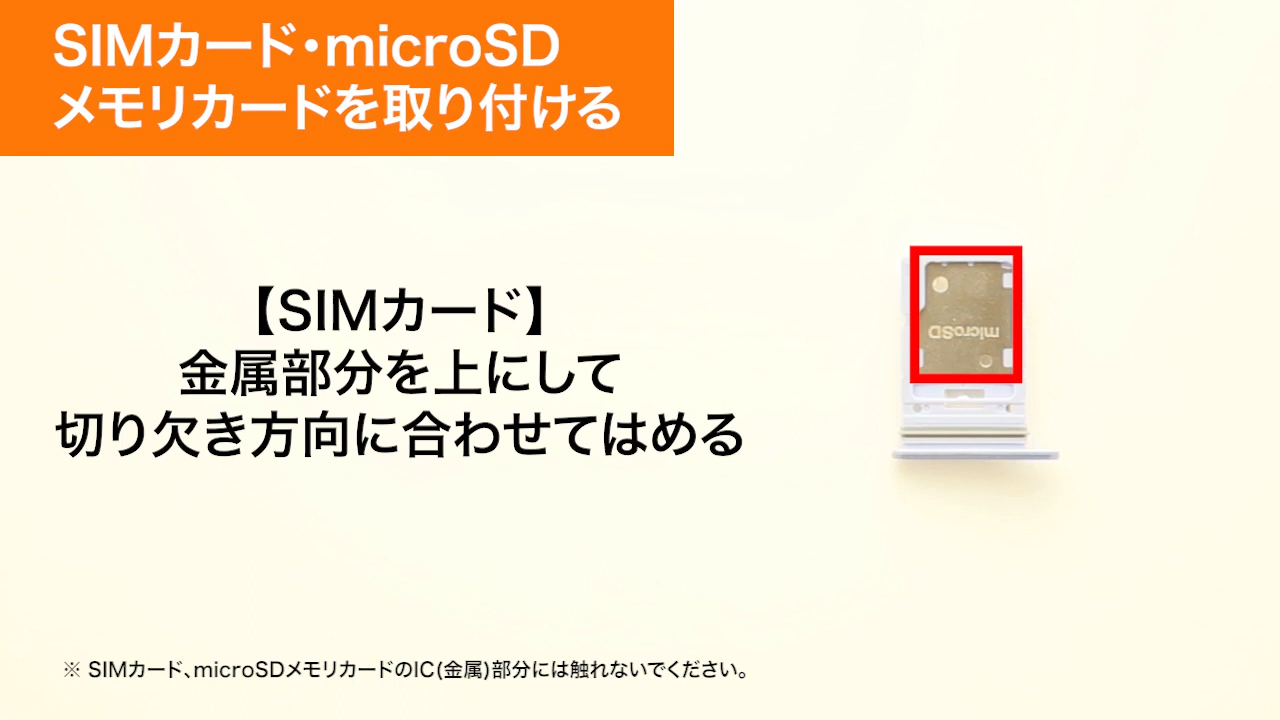 SIMカード・microSD
メモリカードを取り付ける
【SIMカード】
金属部分を上にして
切り欠き方向に合わせてはめる
microSD
※ SIMカード、microSDメモリカードのIC(金属)部分には触れないでください。